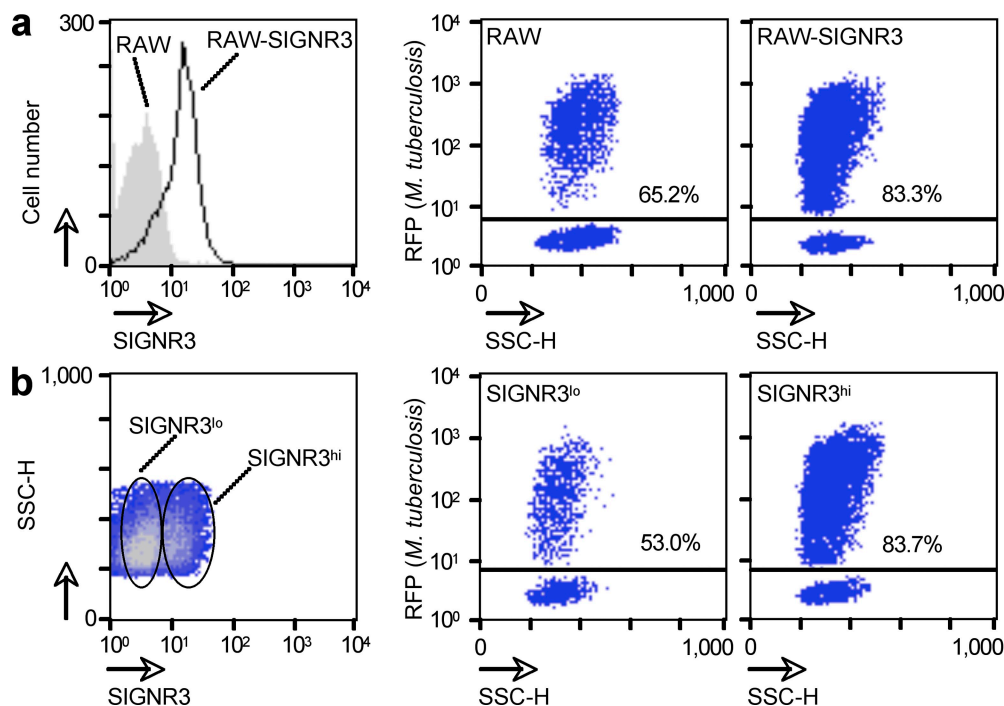 a
300
0
Cell number
RAW
RAW-SIGNR3
10⁰ 10¹ 10² 10³ 10⁴
SIGNR3
RAW
10⁴
10³
10²
10¹
10⁰
RFP (M. tuberculosis)
65.2%
0 1,000
SSC-H
RAW-SIGNR3
83.3%
0 1,000
SSC-H
b
1,000
0
SSC-H
SIGNR3ˡᵒ
SIGNR3ʰⁱ
10⁰ 10¹ 10² 10³ 10⁴
SIGNR3
SIGNR3ˡᵒ
10⁴
10³
10²
10¹
10⁰
RFP (M. tuberculosis)
53.0%
0 1,000
SSC-H
SIGNR3ʰⁱ
83.7%
0 1,000
SSC-H